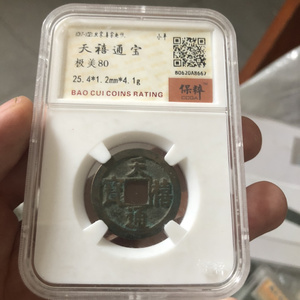 天禧通宝
极美80
25.4*1.2mm*4.1g
BAO CUI COINS RATING
保粹
天
寶 禧
通